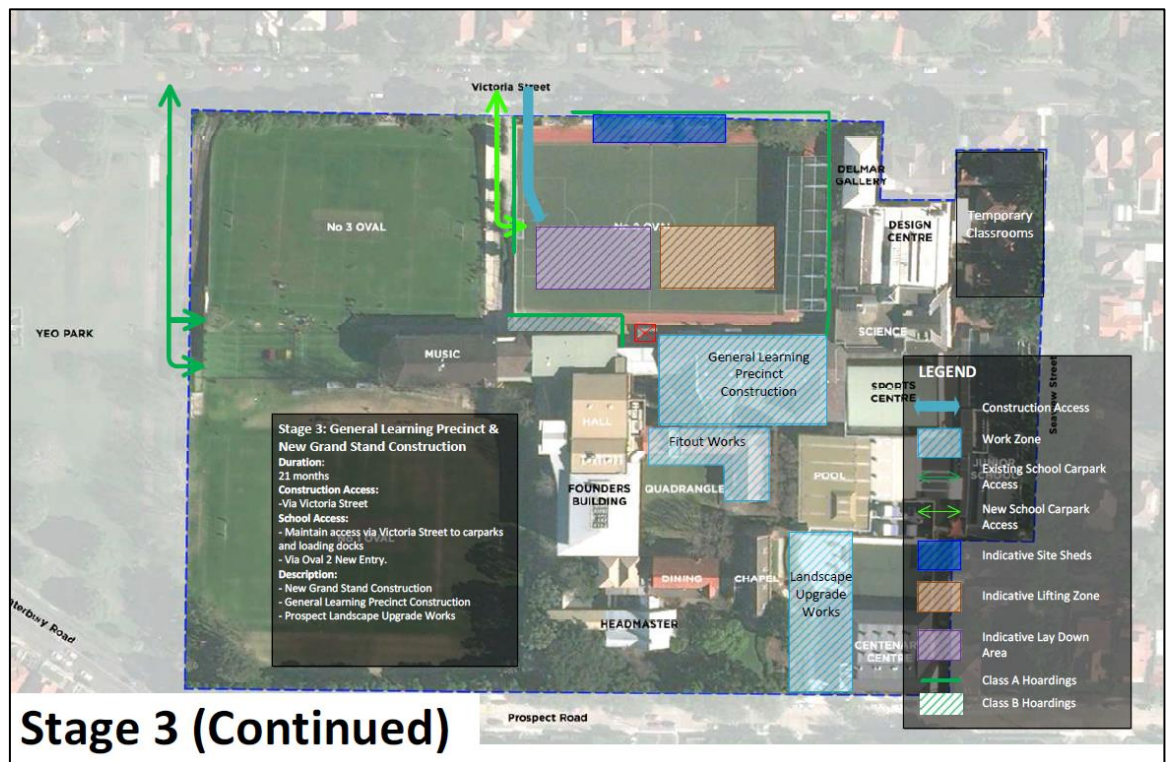 Victoria Street
DELMAR
GALLERY
Temporary
Classrooms
No 3 OVAL
DESIGN
CENTRE
YEO PARK
SCIENCE
MUSIC
General Learning
Precinct
Construction
SPORTS
CENTRE
Seaview Street
HALL
Fitout Works
FOUNDERS
BUILDING
QUADRANGLE
POOL
JUNIOR
SCHOOL
Stage 3: General Learning Precinct &
New Grand Stand Construction
Duration:
21 months
Construction Access:
-Via Victoria Street
School Access:
- Maintain access via Victoria Street to carparks
and loading docks
- Via Oval 2 New Entry.
Description:
- New Grand Stand Construction
- General Learning Precinct Construction
- Prospect Landscape Upgrade Works
DINING
CHAPEL
Landscape
Upgrade
Works
HEADMASTER
CENTENARY
CENTRE
LEGEND
Construction Access
Work Zone
Existing School Carpark
Access
New School Carpark
Access
Indicative Site Sheds
Indicative Lifting Zone
Indicative Lay Down
Area
Class A Hoardings
Class B Hoardings
Road
Prospect Road
Stage 3 (Continued)